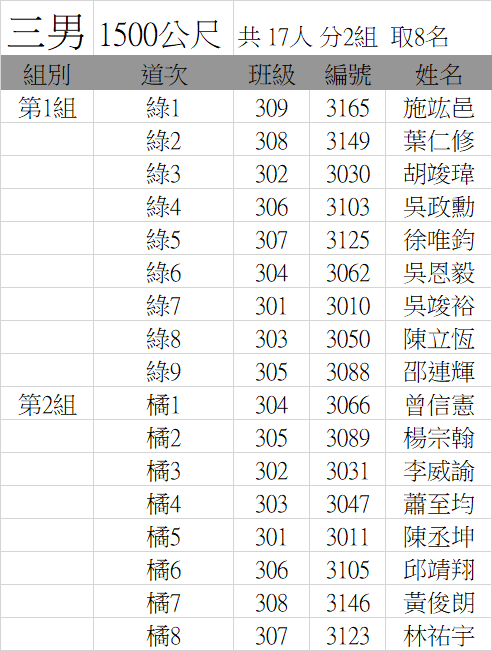 三男 1500公尺 共 17人 分2組 取8名
組別 道次 班級 編號 姓名
第1組 綠1 309 3165 施竑邑
綠2 308 3149 葉仁修
綠3 302 3030 胡竣瑋
綠4 306 3103 吳政勳
綠5 307 3125 徐唯鈞
綠6 304 3062 吳恩毅
綠7 301 3010 吳竣裕
綠8 303 3050 陳立恆
綠9 305 3088 邵連輝
第2組 橘1 304 3066 曾信憲
橘2 305 3089 楊宗翰
橘3 302 3031 李威諭
橘4 303 3047 蕭至均
橘5 301 3011 陳丞坤
橘6 306 3105 邱靖翔
橘7 308 3146 黃俊朗
橘8 307 3123 林祐宇